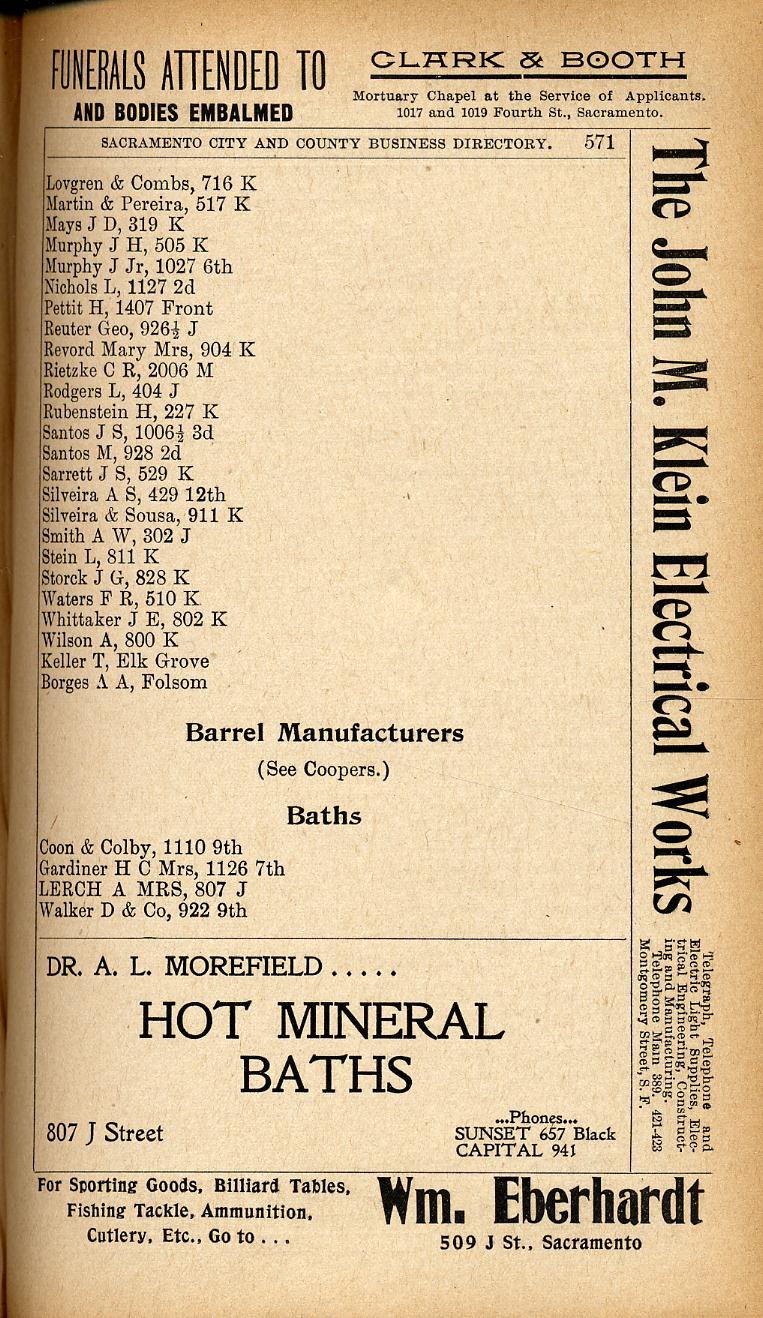 FUNERALS ATTENDED TO
AND BODIES EMBALMED
CLARK & BOOTH
Mortuary Chapel at the Service of Applicants.
1017 and 1019 Fourth St., Sacramento.
SACRAMENTO CITY AND COUNTY BUSINESS DIRECTORY. 571
Lovgren & Combs, 716 K
Martin & Pereira, 517 K
Mays J D, 319 K
Murphy J H, 505 K
Murphy J Jr, 1027 6th
Nichols L, 1127 2d
Pettit H, 1407 Front
Reuter Geo, 926½ J
Revord Mary Mrs, 904 K
Rietzke C R, 2006 M
Rodgers L, 404 J
Rubenstein H, 227 K
Santos J S, 1006½ 3d
Santos M, 928 2d
Sarrett J S, 529 K
Silveira A S, 429 12th
Silveira & Sousa, 911 K
Smith A W, 302 J
Stein L, 811 K
Storck J G, 828 K
Waters F R, 510 K
Whittaker J E, 802 K
Wilson A, 800 K
Keller T, Elk Grove
Borges A A, Folsom
Barrel Manufacturers
(See Coopers.)
Baths
Coon & Colby, 1110 9th
Gardiner H C Mrs, 1126 7th
LERCH A MRS, 807 J
Walker D & Co, 922 9th
DR. A. L. MOREFIELD . . . . .
HOT MINERAL
BATHS
807 J Street
...Phones...
SUNSET 657 Black
CAPITAL 941
The John M. Klein Electrical Works
Telegraph, Telephone and
Electric Light Supplies, Elec-
trical Engineering, Construct-
ing and Manufacturing.
Telephone Main 389. 421-423
Montgomery Street, S. F.
For Sporting Goods, Billiard Tables,
Fishing Tackle, Ammunition,
Cutlery, Etc., Go to . . .
Wm. Eberhardt
509 J St., Sacramento